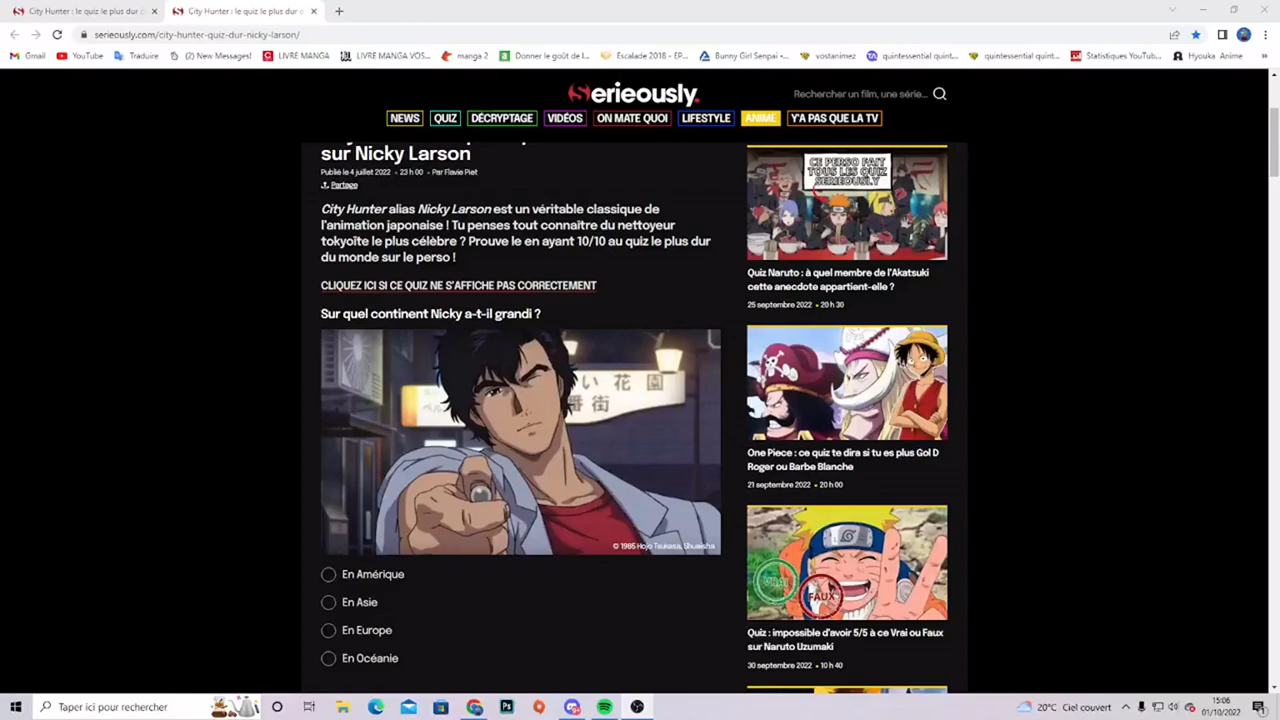 City Hunter : le quiz le plus dur
City Hunter : le quiz le plus dur
serieously.com/city-hunter-quiz-dur-nicky-larson/
Gmail
YouTube
Traduire
(2) New Messages!
LIVRE MANGA
LIVRE MANGA VOS...
manga 2
Donner le goût de l...
Escalade 2018 - EP...
Bunny Girl Senpai -...
vostanimez
quintessential quint...
quintessential quint...
Statistiques YouTub...
Hyouka Anime
»
Serieously.
Rechercher un film, une série...
NEWS
QUIZ
DÉCRYPTAGE
VIDÉOS
ON MATE QUOI
LIFESTYLE
ANIME
Y'A PAS QUE LA TV
sur Nicky Larson
Publié le 4 juillet 2022 • 23 h 00 • Par Flavie Piet
Partage
City Hunter alias Nicky Larson est un véritable classique de
l'animation japonaise ! Tu penses tout connaître du nettoyeur
tokyoïte le plus célèbre ? Prouve le en ayant 10/10 au quiz le plus dur
du monde sur le perso !
CLIQUEZ ICI SI CE QUIZ NE S'AFFICHE PAS CORRECTEMENT
Sur quel continent Nicky a-t-il grandi ?
い花園
番街
© 1985 Hojo Tsukasa, Shueisha
En Amérique
En Asie
En Europe
En Océanie
CE PERSO FAIT
TOUS LES QUIZ
SERIEOUSLY
Quiz Naruto : à quel membre de l'Akatsuki
cette anecdote appartient-elle ?
25 septembre 2022 • 20 h 30
One Piece : ce quiz te dira si tu es plus Gol D
Roger ou Barbe Blanche
21 septembre 2022 • 20 h 00
VRAI
FAUX
Quiz : impossible d'avoir 5/5 à ce Vrai ou Faux
sur Naruto Uzumaki
30 septembre 2022 • 10 h 40
Taper ici pour rechercher
Ps
20°C Ciel couvert
15:06
01/10/2022